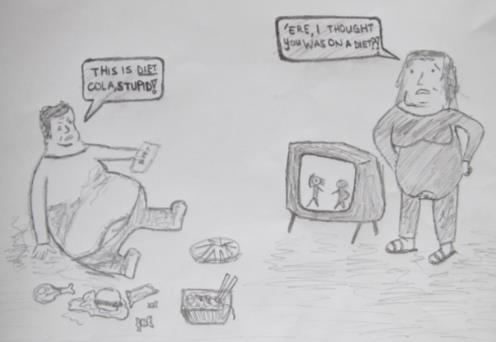 THIS IS DIET
COLA, STUPID!
'ERE, I THOUGHT
YOU WAS ON A DIET?!